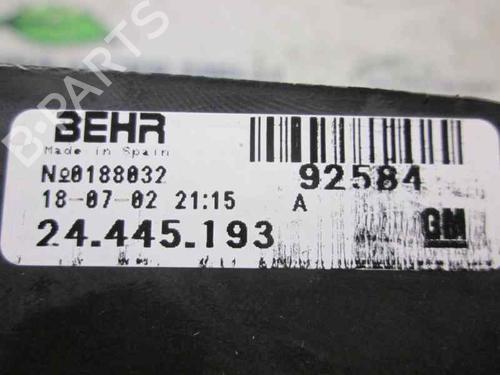 BEHR
Made in Spain
№0188032
92584
18-07-02 21:15
A
24.445.193
GM
B-PARTS